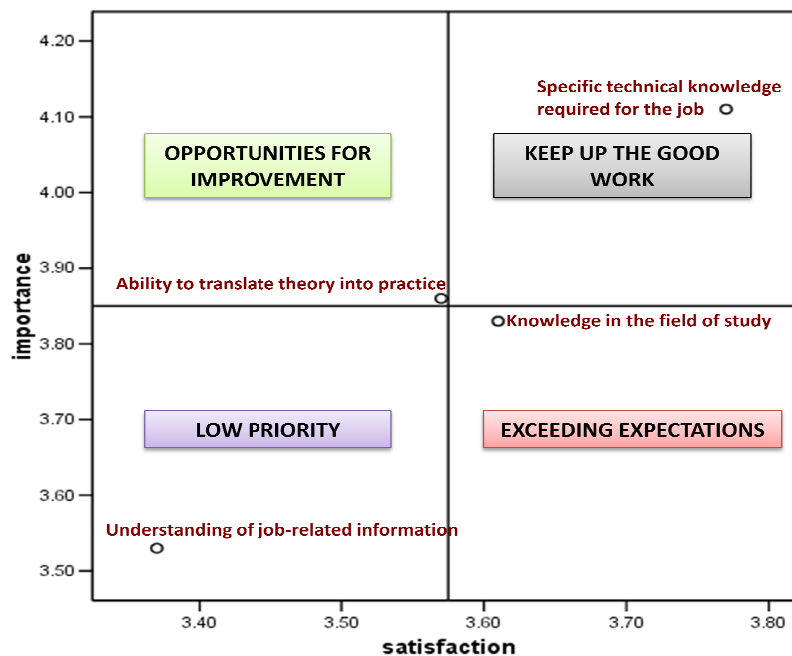 4.20
Specific technical knowledge
required for the job
4.10
OPPORTUNITIES FOR
IMPROVEMENT
KEEP UP THE GOOD
WORK
4.00
3.90
Ability to translate theory into practice
importance
Knowledge in the field of study
3.80
3.70
LOW PRIORITY
EXCEEDING EXPECTATIONS
3.60
Understanding of job-related information
3.50
3.40
3.50
3.60
3.70
3.80
satisfaction